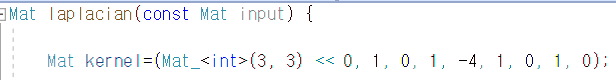 Mat laplacian(const Mat input) {
Mat kernel=(Mat_<int>(3, 3) << 0, 1, 0, 1, -4, 1, 0, 1, 0);